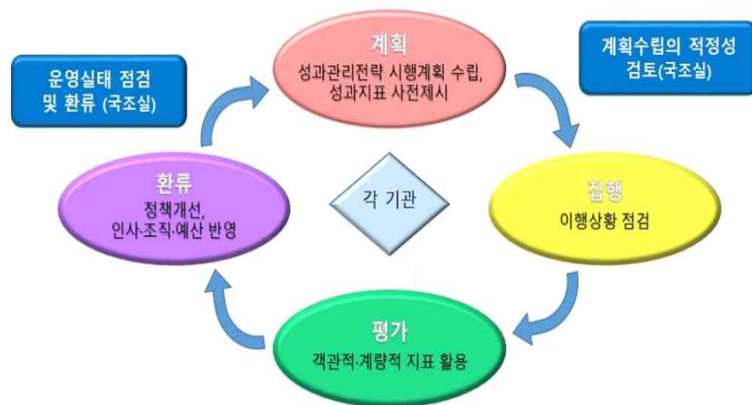 계획
성과관리전략 시행계획 수립,
성과지표 사전제시
계획수립의 적정성
검토(국조실)
운영실태 점검
및 환류 (국조실)
집행
이행상황 점검
각 기관
환류
정책개선,
인사·조직·예산 반영
평가
객관적·계량적 지표 활용